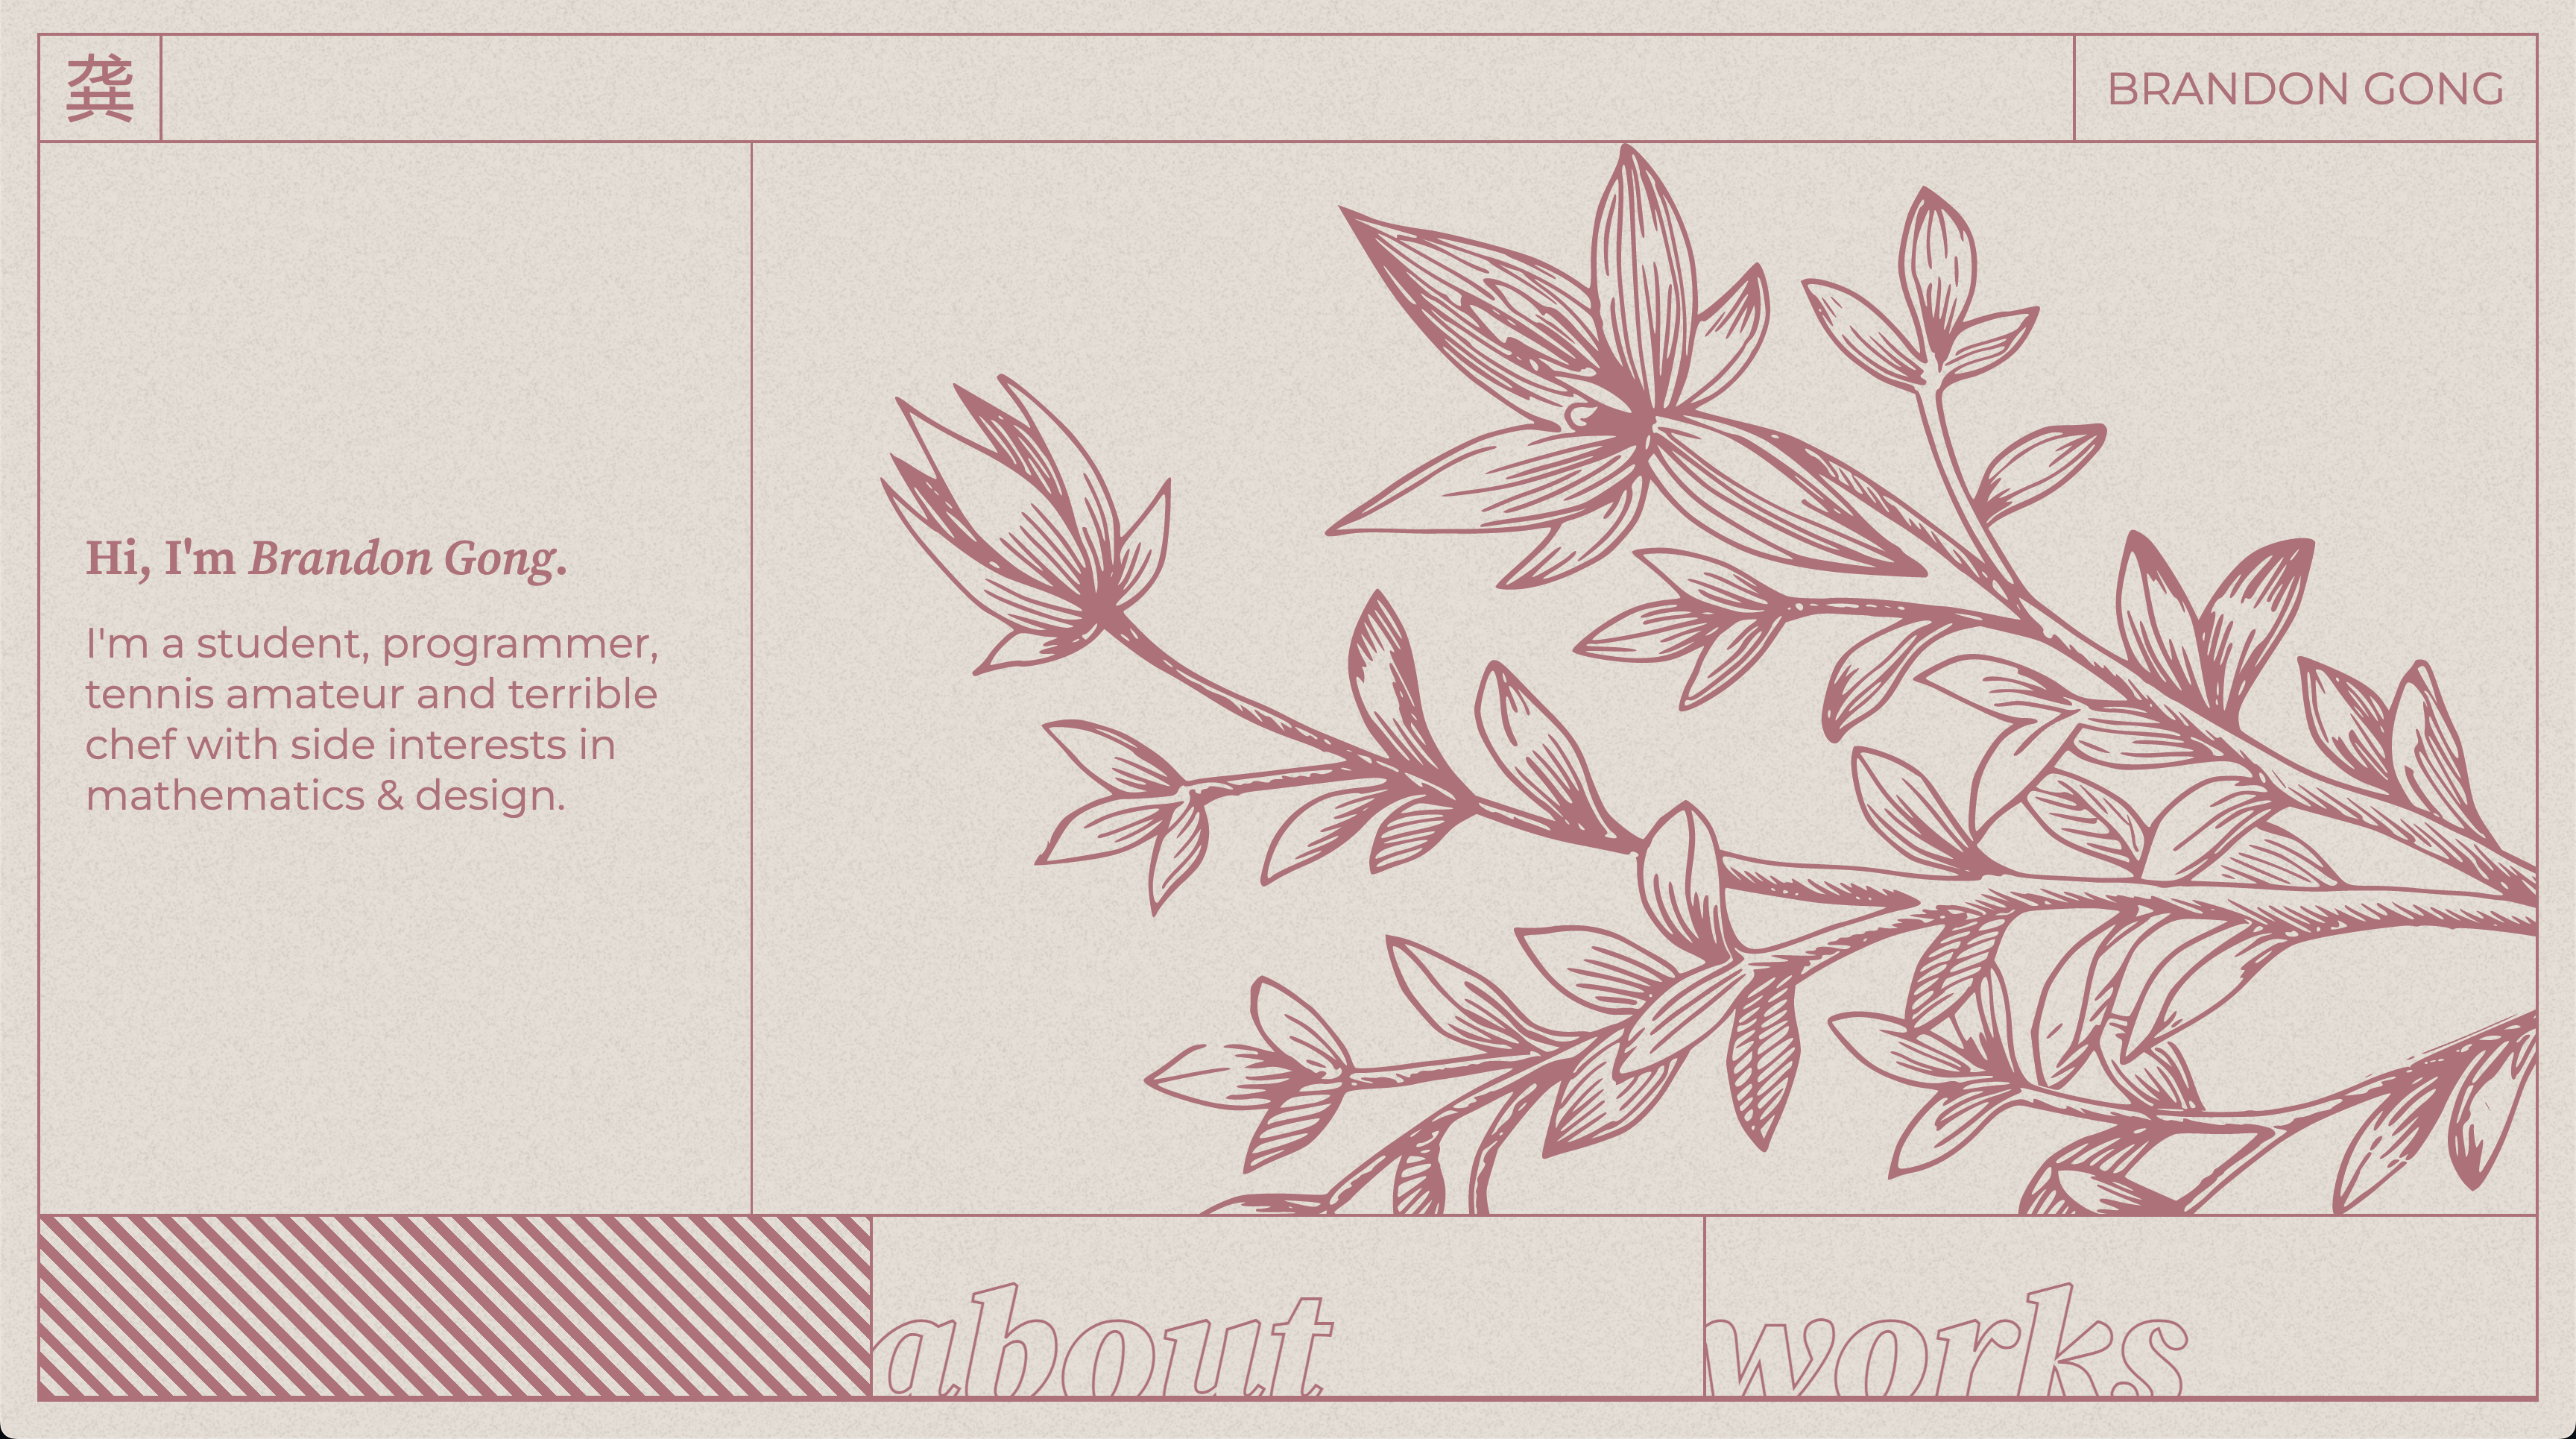 龚
BRANDON GONG
Hi, I'm Brandon Gong.
I'm a student, programmer,
tennis amateur and terrible
chef with side interests in
mathematics & design.
about
works